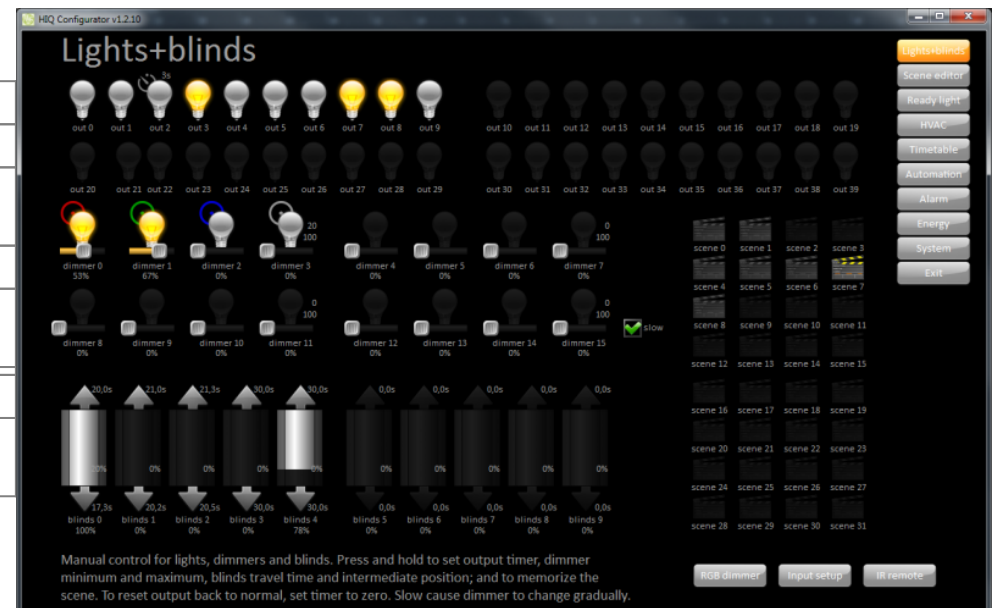 HIQ Configurator v1.2.10
Lights+blinds
3s
out 0 out 1 out 2 out 3 out 4 out 5 out 6 out 7 out 8 out 9 out 10 out 11 out 12 out 13 out 14 out 15 out 16 out 17 out 18 out 19
out 20 out 21 out 22 out 23 out 24 out 25 out 26 out 27 out 28 out 29 out 30 out 31 out 32 out 33 out 34 out 35 out 36 out 37 out 38 out 39
20 0
100 100
dimmer 0 dimmer 1 dimmer 2 dimmer 3 dimmer 4 dimmer 5 dimmer 6 dimmer 7
53% 67% 0% 0% 0% 0% 0% 0%
0 0
100 100
dimmer 8 dimmer 9 dimmer 10 dimmer 11 dimmer 12 dimmer 13 dimmer 14 dimmer 15
0% 0% 0% 0% 0% 0% 0% 0%
slow
scene 0 scene 1 scene 2 scene 3
scene 4 scene 5 scene 6 scene 7
scene 8 scene 9 scene 10 scene 11
scene 12 scene 13 scene 14 scene 15
scene 16 scene 17 scene 18 scene 19
scene 20 scene 21 scene 22 scene 23
scene 24 scene 25 scene 26 scene 27
scene 28 scene 29 scene 30 scene 31
20,0s 21,0s 21,3s 30,0s 30,0s 0,0s 0,0s 0,0s 0,0s 0,0s
0% 0% 0% 0% 0% 0% 0% 0% 0%
17,3s 20,2s 20,5s 30,0s 30,0s 0,0s 0,0s 0,0s 0,0s 0,0s
blinds 0 blinds 1 blinds 2 blinds 3 blinds 4 blinds 5 blinds 6 blinds 7 blinds 8 blinds 9
100% 0% 0% 0% 78% 0% 0% 0% 0% 0%
Manual control for lights, dimmers and blinds. Press and hold to set output timer, dimmer
minimum and maximum, blinds travel time and intermediate position; and to memorize the
scene. To reset output back to normal, set timer to zero. Slow cause dimmer to change gradually.
RGB dimmer Input setup IR remote
Lights+blinds
Scene editor
Ready light
HVAC
Timetable
Automation
Alarm
Energy
System
Exit